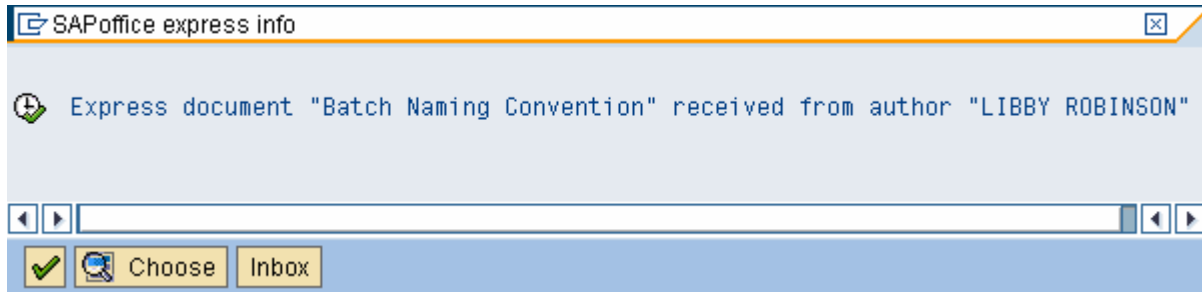 SAPoffice express info
Express document "Batch Naming Convention" received from author "LIBBY ROBINSON"
Choose Inbox